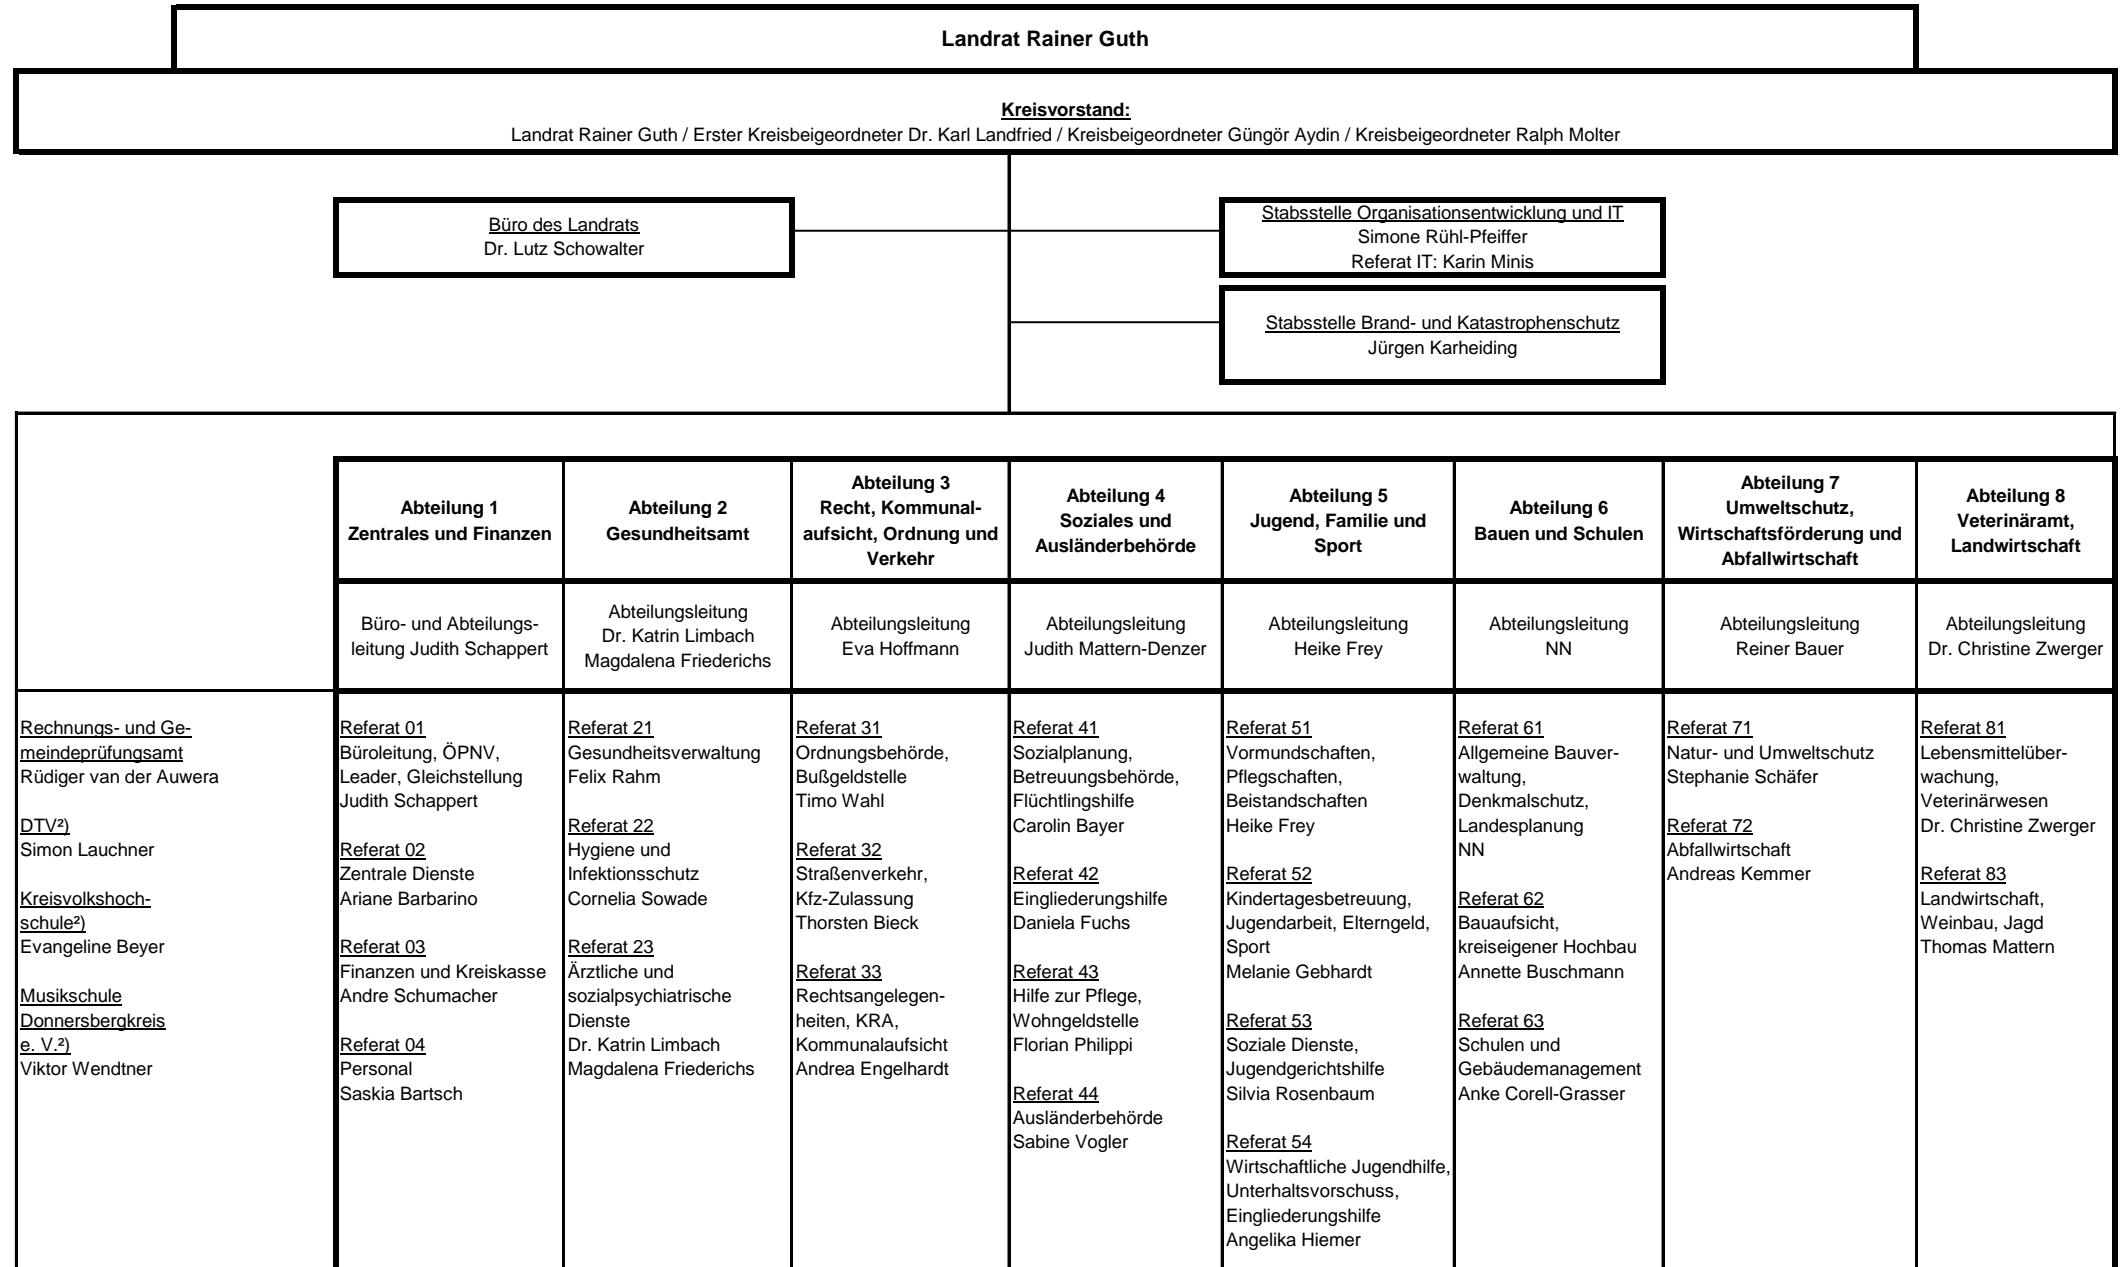 Landrat Rainer Guth
Kreisvorstand:
Landrat Rainer Guth / Erster Kreisbeigeordneter Dr. Karl Landfried / Kreisbeigeordneter Güngör Aydin / Kreisbeigeordneter Ralph Molter
Büro des Landrats
Dr. Lutz Schowalter
Stabsstelle Organisationsentwicklung und IT
Simone Rühl-Pfeiffer
Referat IT: Karin Minis
Stabsstelle Brand- und Katastrophenschutz
Jürgen Karheiding
Abteilung 1
Zentrales und Finanzen
Abteilung 2
Gesundheitsamt
Abteilung 3
Recht, Kommunal-
aufsicht, Ordnung und
Verkehr
Abteilung 4
Soziales und
Ausländerbehörde
Abteilung 5
Jugend, Familie und
Sport
Abteilung 6
Bauen und Schulen
Abteilung 7
Umweltschutz,
Wirtschaftsförderung und
Abfallwirtschaft
Abteilung 8
Veterinäramt,
Landwirtschaft
Büro- und Abteilungs-
leitung Judith Schappert
Abteilungsleitung
Dr. Katrin Limbach
Magdalena Friederichs
Abteilungsleitung
Eva Hoffmann
Abteilungsleitung
Judith Mattern-Denzer
Abteilungsleitung
Heike Frey
Abteilungsleitung
NN
Abteilungsleitung
Reiner Bauer
Abteilungsleitung
Dr. Christine Zwerger
Rechnungs- und Ge-
meindeprüfungsamt
Rüdiger van der Auwera
DTV²)
Simon Lauchner
Kreisvolkshoch-
schule²)
Evangeline Beyer
Musikschule
Donnersbergkreis
e. V.²)
Viktor Wendtner
Referat 01
Büroleitung, ÖPNV,
Leader, Gleichstellung
Judith Schappert
Referat 02
Zentrale Dienste
Ariane Barbarino
Referat 03
Finanzen und Kreiskasse
Andre Schumacher
Referat 04
Personal
Saskia Bartsch
Referat 21
Gesundheitsverwaltung
Felix Rahm
Referat 22
Hygiene und
Infektionsschutz
Cornelia Sowade
Referat 23
Ärztliche und
sozialpsychiatrische
Dienste
Dr. Katrin Limbach
Magdalena Friederichs
Referat 31
Ordnungsbehörde,
Bußgeldstelle
Timo Wahl
Referat 32
Straßenverkehr,
Kfz-Zulassung
Thorsten Bieck
Referat 33
Rechtsangelegen-
heiten, KRA,
Kommunalaufsicht
Andrea Engelhardt
Referat 41
Sozialplanung,
Betreuungsbehörde,
Flüchtlingshilfe
Carolin Bayer
Referat 42
Eingliederungshilfe
Daniela Fuchs
Referat 43
Hilfe zur Pflege,
Wohngeldstelle
Florian Philippi
Referat 44
Ausländerbehörde
Sabine Vogler
Referat 51
Vormundschaften,
Pflegschaften,
Beistandschaften
Heike Frey
Referat 52
Kindertagesbetreuung,
Jugendarbeit, Elterngeld,
Sport
Melanie Gebhardt
Referat 53
Soziale Dienste,
Jugendgerichtshilfe
Silvia Rosenbaum
Referat 54
Wirtschaftliche Jugendhilfe,
Unterhaltsvorschuss,
Eingliederungshilfe
Angelika Hiemer
Referat 61
Allgemeine Bauver-
waltung,
Denkmalschutz,
Landesplanung
NN
Referat 62
Bauaufsicht,
kreiseigener Hochbau
Annette Buschmann
Referat 63
Schulen und
Gebäudemanagement
Anke Corell-Grasser
Referat 71
Natur- und Umweltschutz
Stephanie Schäfer
Referat 72
Abfallwirtschaft
Andreas Kemmer
Referat 81
Lebensmittelüber-
wachung,
Veterinärwesen
Dr. Christine Zwerger
Referat 83
Landwirtschaft,
Weinbau, Jagd
Thomas Mattern